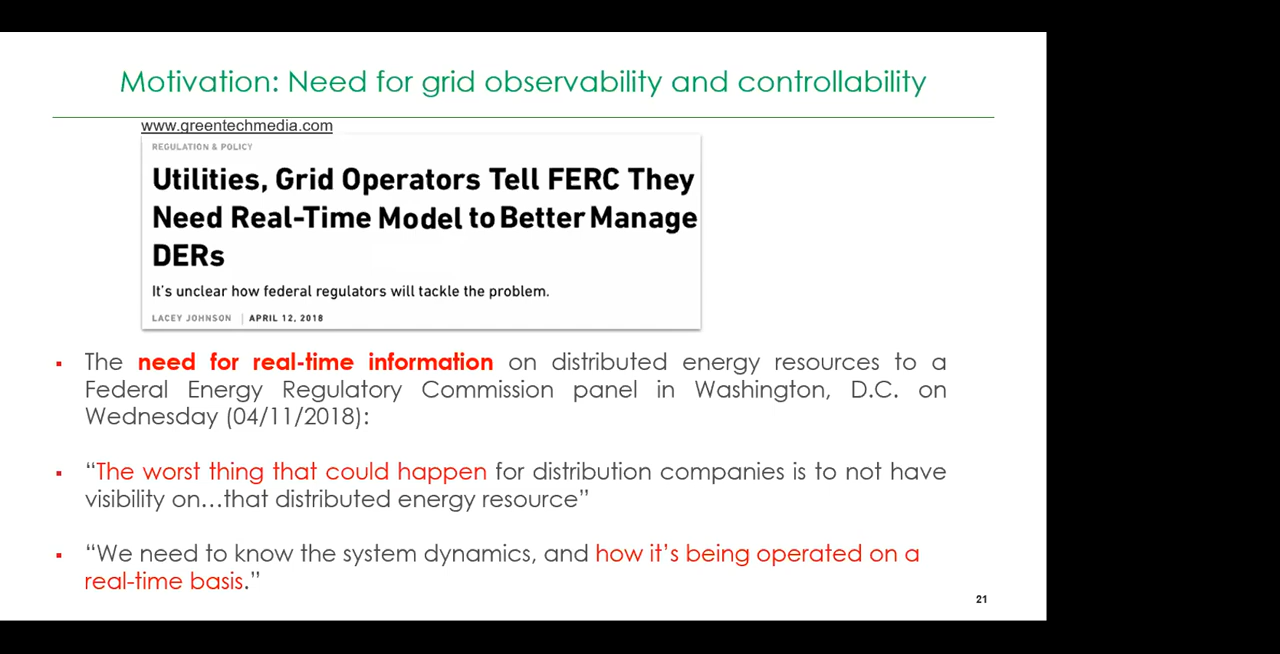 Motivation: Need for grid observability and controllability
www.greentechmedia.com
REGULATION & POLICY
Utilities, Grid Operators Tell FERC They
Need Real-Time Model to Better Manage
DERs
It's unclear how federal regulators will tackle the problem.
LACEY JOHNSON | APRIL 12, 2018
▪ The need for real-time information on distributed energy resources to a
Federal Energy Regulatory Commission panel in Washington, D.C. on
Wednesday (04/11/2018):
▪ “The worst thing that could happen for distribution companies is to not have
visibility on…that distributed energy resource”
▪ “We need to know the system dynamics, and how it’s being operated on a
real-time basis.”
21